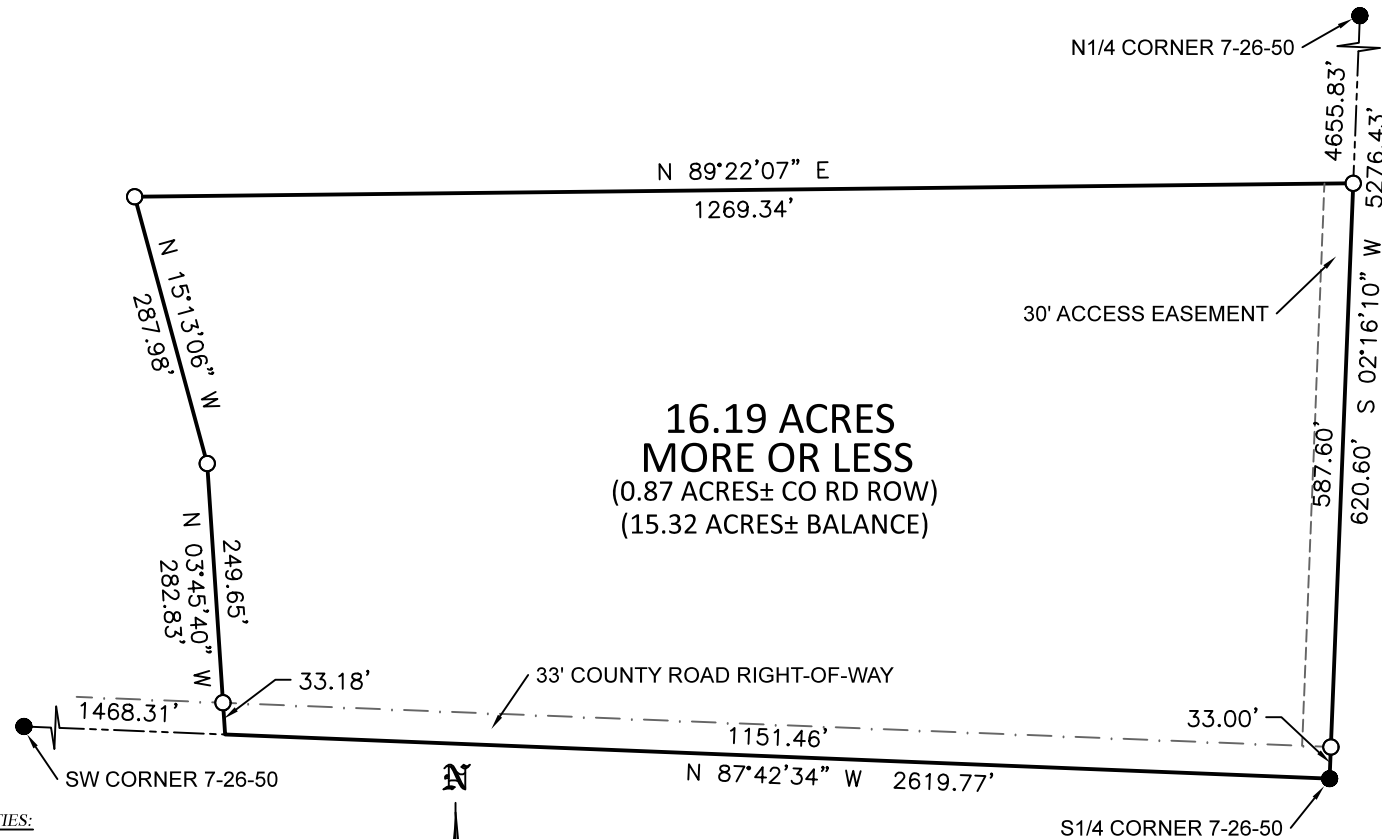 N1/4 CORNER 7-26-50
4655.83'
5276.43'
N 89°22'07" E
1269.34'
N 15°13'06" W
287.98'
S 02°16'10" W
30' ACCESS EASEMENT
16.19 ACRES
MORE OR LESS
(0.87 ACRES± CO RD ROW)
(15.32 ACRES± BALANCE)
587.60'
620.60'
249.65'
N 03°45'40" W
282.83'
33.18'
33' COUNTY ROAD RIGHT-OF-WAY
1468.31'
33.00'
1151.46'
N 87°42'34" W 2619.77'
SW CORNER 7-26-50
N
S1/4 CORNER 7-26-50
TIES: